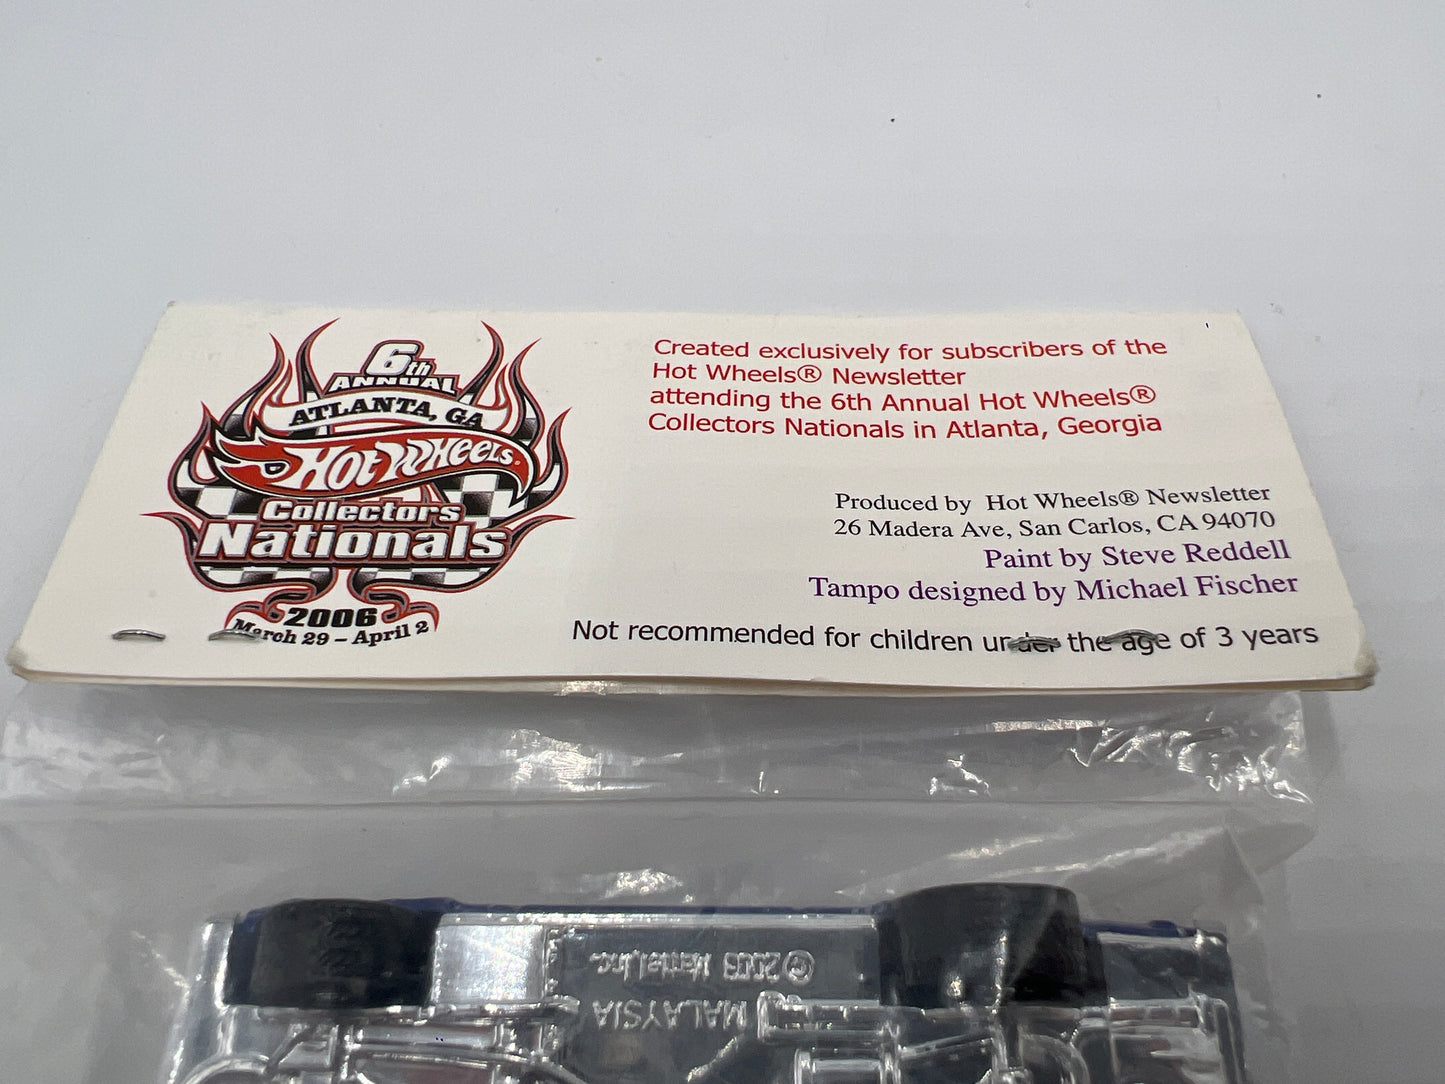 6th
ANNUAL
ATLANTA, GA
HOT WHEELS
Collectors
Nationals
2006
March 29 – April 2
Created exclusively for subscribers of the
Hot Wheels® Newsletter
attending the 6th Annual Hot Wheels®
Collectors Nationals in Atlanta, Georgia
Produced by Hot Wheels® Newsletter
26 Madera Ave, San Carlos, CA 94070
Paint by Steve Reddell
Tampo designed by Michael Fischer
Not recommended for children under the age of 3 years
© 2003 Mattel, Inc.
MALAYSIA